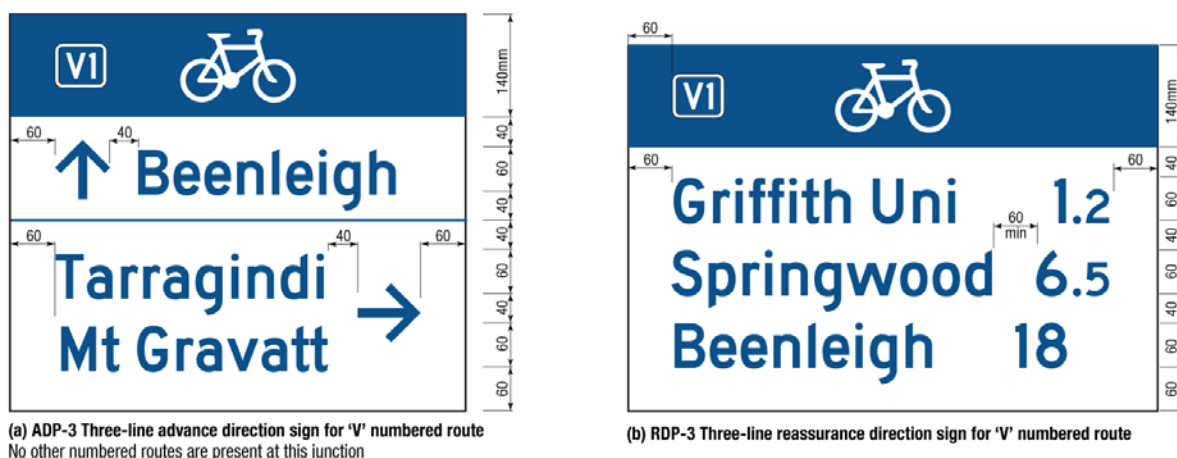 V1
140mm
60
40
40
Beenleigh
60
40
60
40
60
40
Tarragindi
60
40
Mt Gravatt
60
60
(a) ADP-3 Three-line advance direction sign for 'V' numbered route
No other numbered routes are present at this junction
60
V1
140mm
60
60
40
Griffith Uni 1.2
60
60
min
40
Springwood 6.5
60
40
Beenleigh 18
60
60
(b) RDP-3 Three-line reassurance direction sign for 'V' numbered route